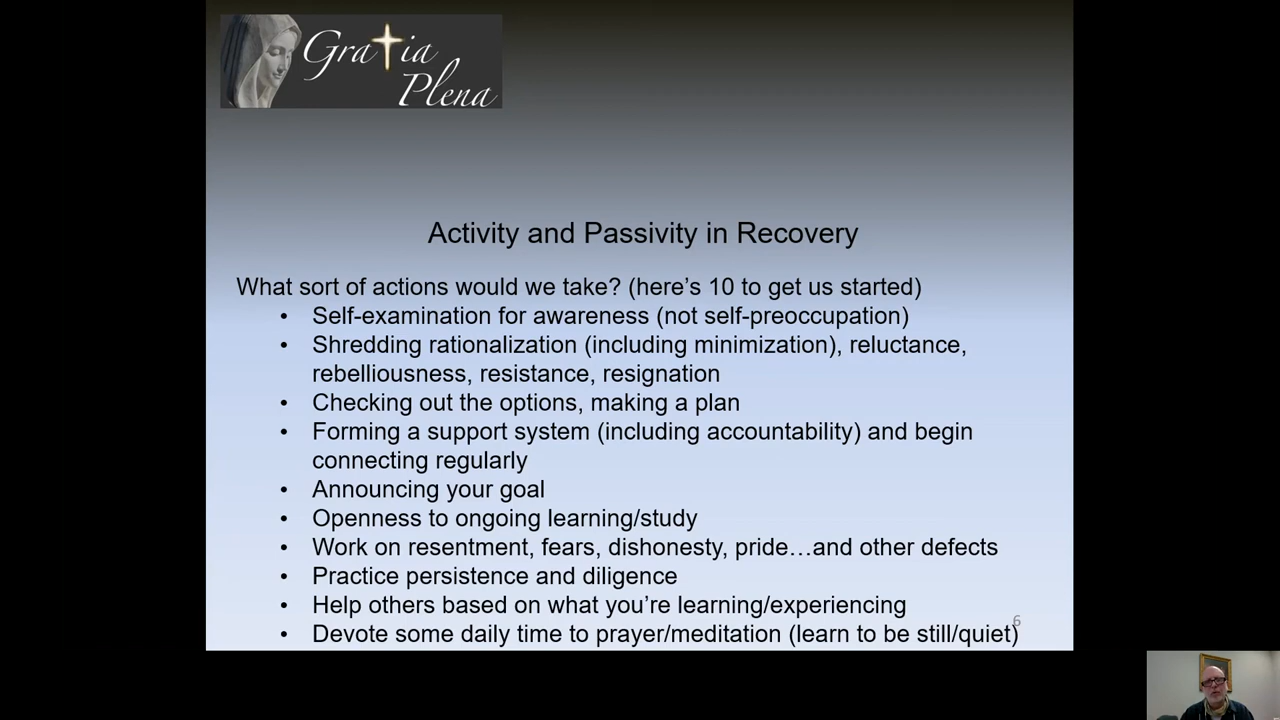 Gratia
Plena
Activity and Passivity in Recovery
What sort of actions would we take? (here’s 10 to get us started)
• Self-examination for awareness (not self-preoccupation)
• Shredding rationalization (including minimization), reluctance,
rebelliousness, resistance, resignation
• Checking out the options, making a plan
• Forming a support system (including accountability) and begin
connecting regularly
• Announcing your goal
• Openness to ongoing learning/study
• Work on resentment, fears, dishonesty, pride…and other defects
• Practice persistence and diligence
• Help others based on what you’re learning/experiencing
6
• Devote some daily time to prayer/meditation (learn to be still/quiet)